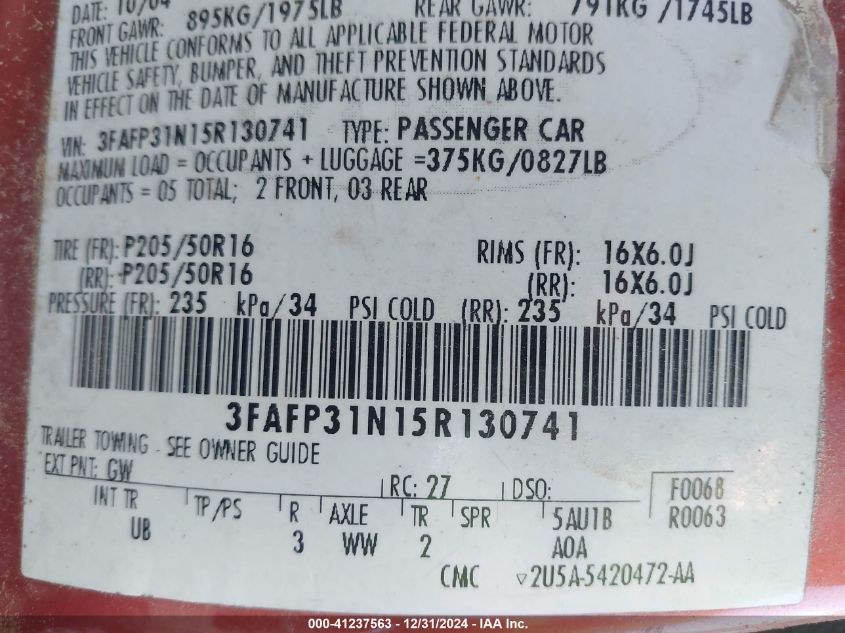 DATE: 10/04
FRONT GAWR: 895KG/1975LB REAR GAWR: 791KG /1745LB
THIS VEHICLE CONFORMS TO ALL APPLICABLE FEDERAL MOTOR
VEHICLE SAFETY, BUMPER, AND THEFT PREVENTION STANDARDS
IN EFFECT ON THE DATE OF MANUFACTURE SHOWN ABOVE.
VIN: 3FAFP31N15R130741 TYPE: PASSENGER CAR
MAXIMUM LOAD = OCCUPANTS + LUGGAGE =375KG/0827LB
OCCUPANTS = 05 TOTAL; 2 FRONT, 03 REAR
TIRE (FR): P205/50R16 RIMS (FR): 16X6.0J
(RR): P205/50R16 (RR): 16X6.0J
PRESSURE (FR): 235 kPa/34 PSI COLD (RR): 235 kPa/34 PSI COLD
3FAFP31N15R130741
TRAILER TOWING - SEE OWNER GUIDE
EXT PNT: GW RC: 27 DSO: F0068
INT TR TP/PS R AXLE TR SPR 5AU1B R0063
UB 3 WW 2 A0A
CMC ▽2U5A-5420472-AA
000-41237563 - 12/31/2024 - IAA Inc.